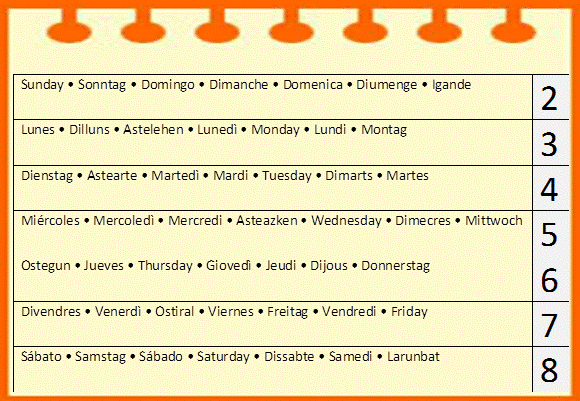 Sunday • Sonntag • Domingo • Dimanche • Domenica • Diumenge • Igande 2
Lunes • Dilluns • Astelehen • Lunedì • Monday • Lundi • Montag 3
Dienstag • Astearte • Martedì • Mardi • Tuesday • Dimarts • Martes 4
Miércoles • Mercoledì • Mercredi • Asteazken • Wednesday • Dimecres • Mittwoch 5
Ostegun • Jueves • Thursday • Giovedì • Jeudi • Dijous • Donnerstag 6
Divendres • Venerdì • Ostiral • Viernes • Freitag • Vendredi • Friday 7
Sábato • Samstag • Sábado • Saturday • Dissabte • Samedi • Larunbat 8